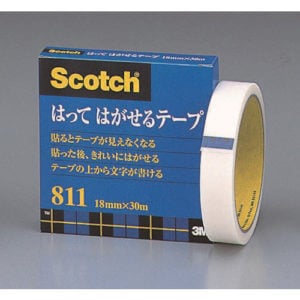 Scotch®
はって はがせるテープ
貼るとテープが見えなくなる
貼った後、きれいにはがせる
テープの上から文字が書ける
811 18mm×30m
3M